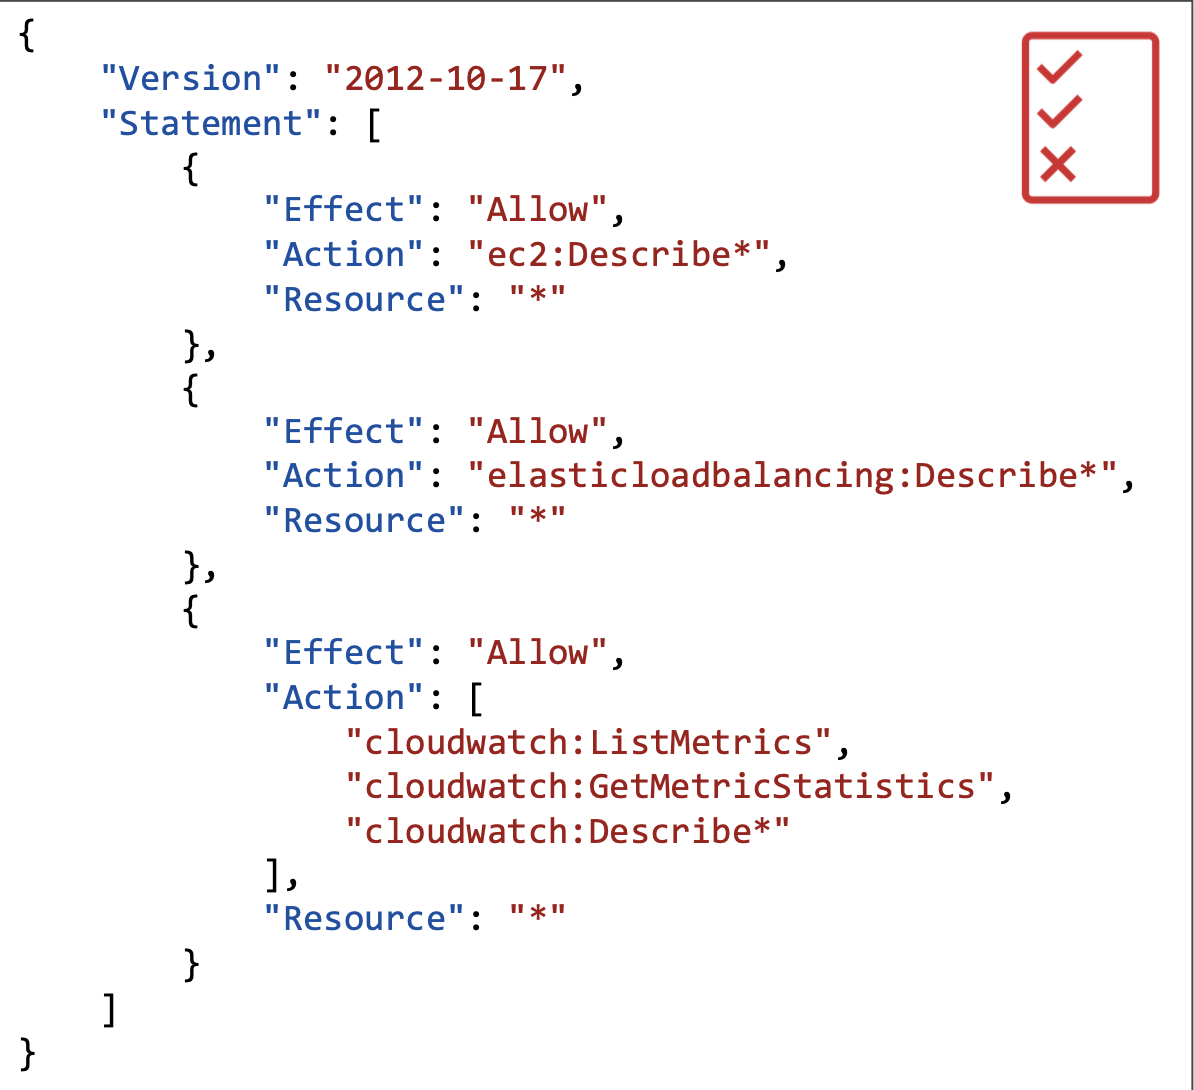 {
"Version": "2012-10-17",
"Statement": [
{
"Effect": "Allow",
"Action": "ec2:Describe*",
"Resource": "*"
},
{
"Effect": "Allow",
"Action": "elasticloadbalancing:Describe*",
"Resource": "*"
},
{
"Effect": "Allow",
"Action": [
"cloudwatch:ListMetrics",
"cloudwatch:GetMetricStatistics",
"cloudwatch:Describe*"
],
"Resource": "*"
}
]
}